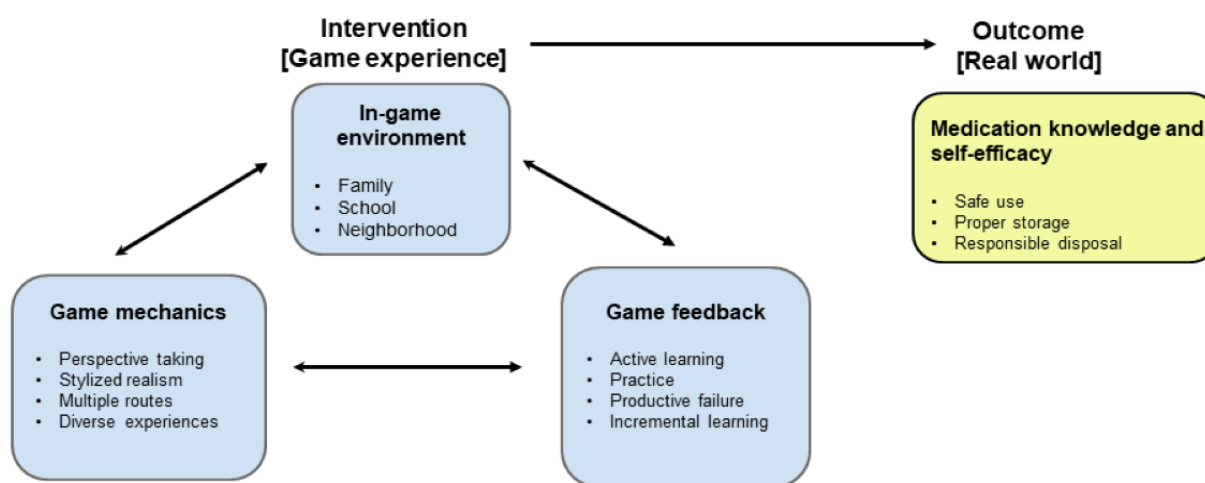 Intervention
[Game experience]
Outcome
[Real world]
In-game
environment
• Family
• School
• Neighborhood
Medication knowledge and
self-efficacy
• Safe use
• Proper storage
• Responsible disposal
Game mechanics
• Perspective taking
• Stylized realism
• Multiple routes
• Diverse experiences
Game feedback
• Active learning
• Practice
• Productive failure
• Incremental learning